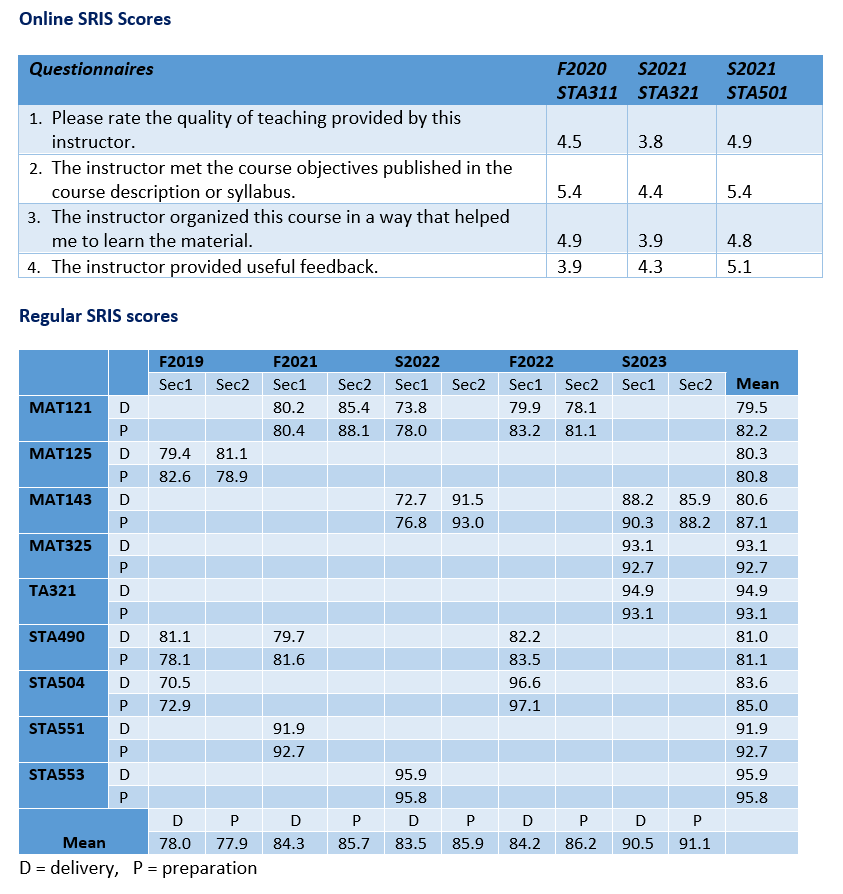 Online SRIS Scores
Questionnaires F2020 S2021 S2021
STA311 STA321 STA501
1. Please rate the quality of teaching provided by this
instructor. 4.5 3.8 4.9
2. The instructor met the course objectives published in the
course description or syllabus. 5.4 4.4 5.4
3. The instructor organized this course in a way that helped
me to learn the material. 4.9 3.9 4.8
4. The instructor provided useful feedback. 3.9 4.3 5.1
Regular SRIS scores
F2019 F2021 S2022 F2022 S2023
Sec1 Sec2 Sec1 Sec2 Sec1 Sec2 Sec1 Sec2 Sec1 Sec2 Mean
MAT121 D 80.2 85.4 73.8 79.9 78.1 79.5
P 80.4 88.1 78.0 83.2 81.1 82.2
MAT125 D 79.4 81.1 80.3
P 82.6 78.9 80.8
MAT143 D 72.7 91.5 88.2 85.9 80.6
P 76.8 93.0 90.3 88.2 87.1
MAT325 D 93.1 93.1
P 92.7 92.7
TA321 D 94.9 94.9
P 93.1 93.1
STA490 D 81.1 79.7 82.2 81.0
P 78.1 81.6 83.5 81.1
STA504 D 70.5 96.6 83.6
P 72.9 97.1 85.0
STA551 D 91.9 91.9
P 92.7 92.7
STA553 D 95.9 95.9
P 95.8 95.8
D P D P D P D P D P
Mean 78.0 77.9 84.3 85.7 83.5 85.9 84.2 86.2 90.5 91.1
D = delivery, P = preparation